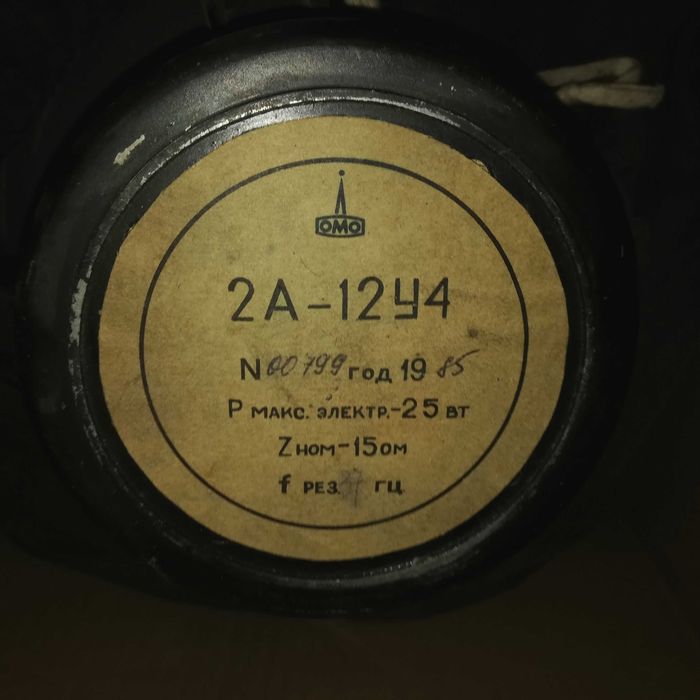 ОМО
2А-12У4
N 00799 год 1985
P макс. электр.-25 вт
Zном-15ом
f рез. гц